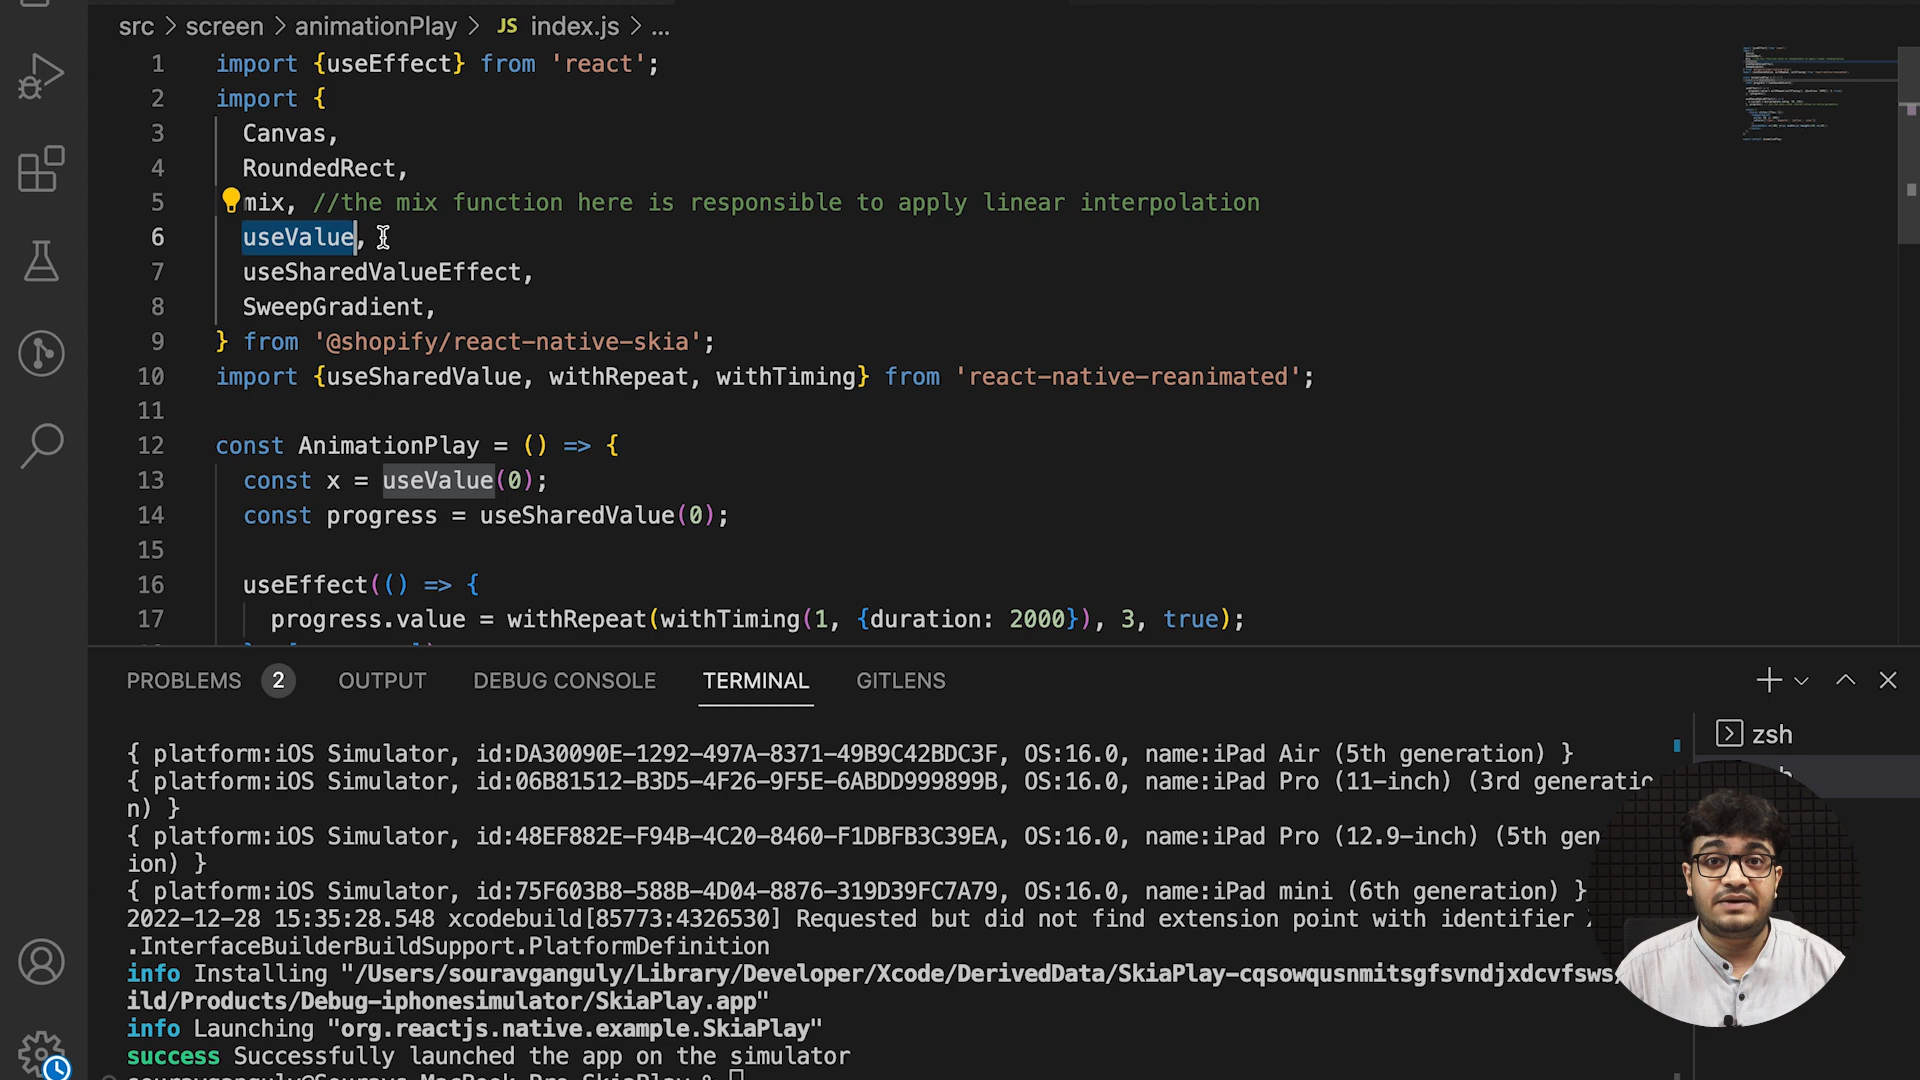 src > screen > animationPlay > JS index.js > ...
1 import {useEffect} from 'react';
2 import {
3 Canvas,
4 RoundedRect,
5 mix, //the mix function here is responsible to apply linear interpolation
6 useValue,
7 useSharedValueEffect,
8 SweepGradient,
9 } from '@shopify/react-native-skia';
10 import {useSharedValue, withRepeat, withTiming} from 'react-native-reanimated';
11
12 const AnimationPlay = () => {
13 const x = useValue(0);
14 const progress = useSharedValue(0);
15
16 useEffect(() => {
17 progress.value = withRepeat(withTiming(1, {duration: 2000}), 3, true);
PROBLEMS 2 OUTPUT DEBUG CONSOLE TERMINAL GITLENS
zsh
{ platform:iOS Simulator, id:DA30090E-1292-497A-8371-49B9C42BDC3F, OS:16.0, name:iPad Air (5th generation) }
{ platform:iOS Simulator, id:06B81512-B3D5-4F26-9F5E-6ABDD999899B, OS:16.0, name:iPad Pro (11-inch) (3rd generatio
n) }
{ platform:iOS Simulator, id:48EF882E-F94B-4C20-8460-F1DBFB3C39EA, OS:16.0, name:iPad Pro (12.9-inch) (5th gen
ion) }
{ platform:iOS Simulator, id:75F603B8-588B-4D04-8876-319D39FC7A79, OS:16.0, name:iPad mini (6th generation) }
2022-12-28 15:35:28.548 xcodebuild[85773:4326530] Requested but did not find extension point with identifier
.InterfaceBuilderBuildSupport.PlatformDefinition
info Installing "/Users/souravganguly/Library/Developer/Xcode/DerivedData/SkiaPlay-cqsowqusnmitsgfsvndjxdcvfsws/
ild/Products/Debug-iphonesimulator/SkiaPlay.app"
info Launching "org.reactjs.native.example.SkiaPlay"
success Successfully launched the app on the simulator